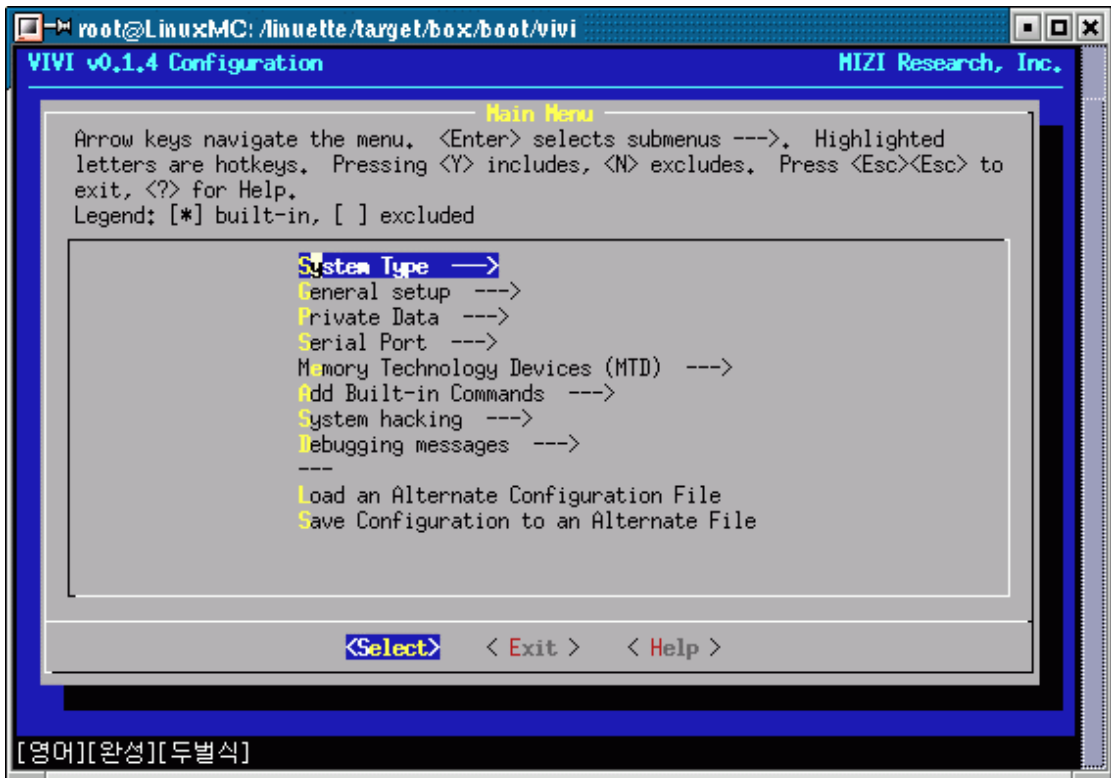 root@LinuxMC: /linuette/target/box/boot/vivi
VIVI v0.1.4 Configuration MIZI Research, Inc.
Main Menu
Arrow keys navigate the menu. <Enter> selects submenus --->. Highlighted
letters are hotkeys. Pressing <Y> includes, <N> excludes. Press <Esc><Esc> to
exit, <?> for Help.
Legend: [*] built-in, [ ] excluded
System Type --->
General setup --->
Private Data --->
Serial Port --->
Memory Technology Devices (MTD) --->
Add Built-in Commands --->
System hacking --->
Debugging messages --->
---
Load an Alternate Configuration File
Save Configuration to an Alternate File
<Select> < Exit > < Help >
[영어][완성][두벌식]